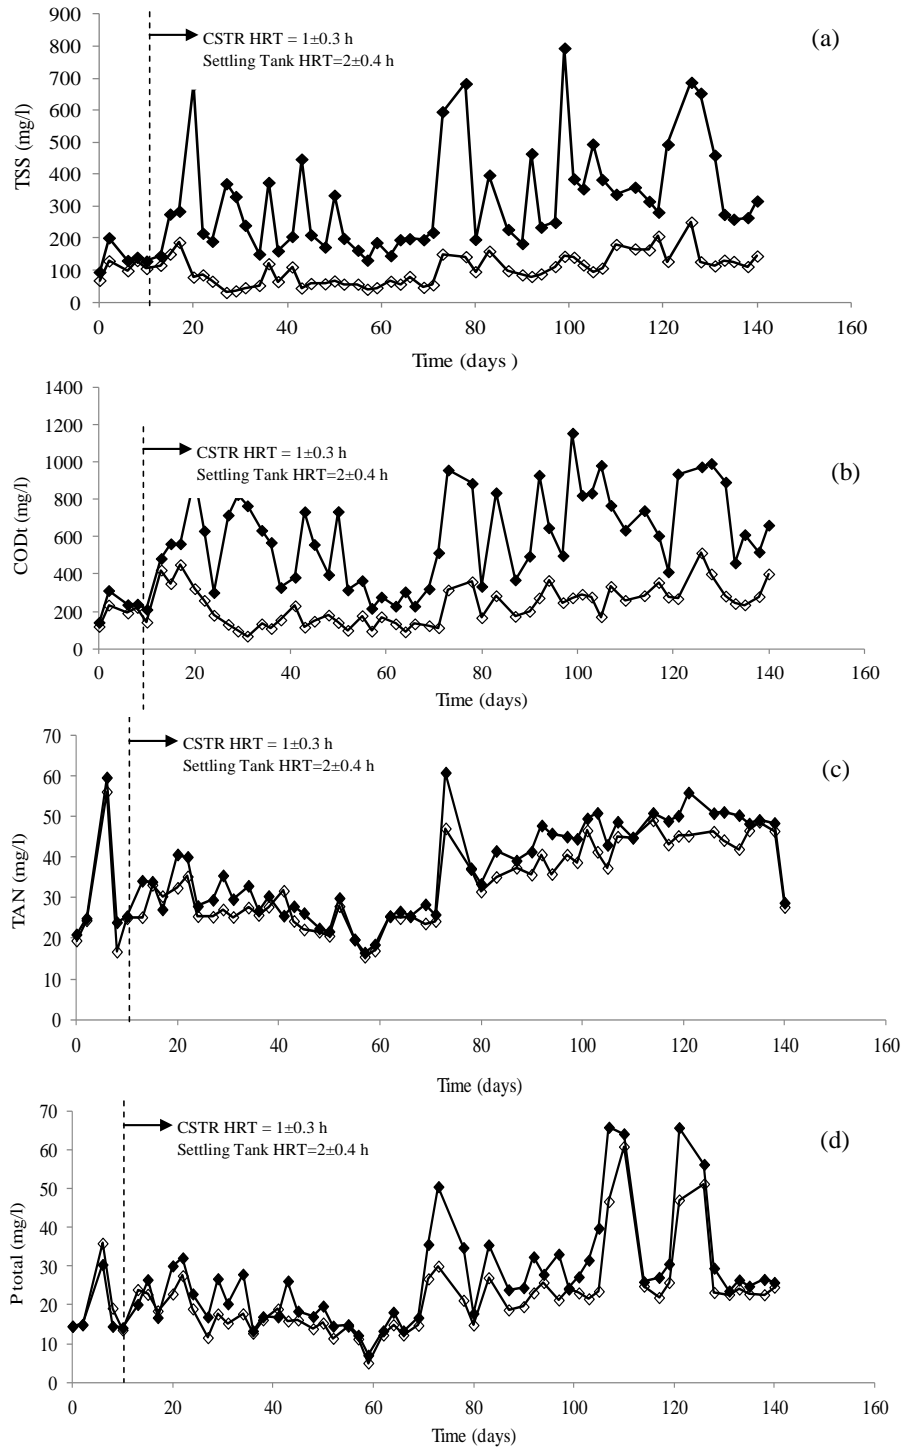 900
800
700
600
500
400
300
200
100
0
TSS (mg/l)
CSTR HRT = 1±0.3 h
Settling Tank HRT=2±0.4 h
(a)
0 20 40 60 80 100 120 140 160
Time (days )
1400
1200
1000
800
600
400
200
0
CODt (mg/l)
CSTR HRT = 1±0.3 h
Settling Tank HRT=2±0.4 h
(b)
0 20 40 60 80 100 120 140 160
Time (days)
70
60
50
40
30
20
10
0
TAN (mg/l)
CSTR HRT = 1±0.3 h
Settling Tank HRT=2±0.4 h
(c)
0 20 40 60 80 100 120 140 160
Time (days)
70
60
50
40
30
20
10
0
P total (mg/l)
CSTR HRT = 1±0.3 h
Settling Tank HRT=2±0.4 h
(d)
0 20 40 60 80 100 120 140 160
Time (days)